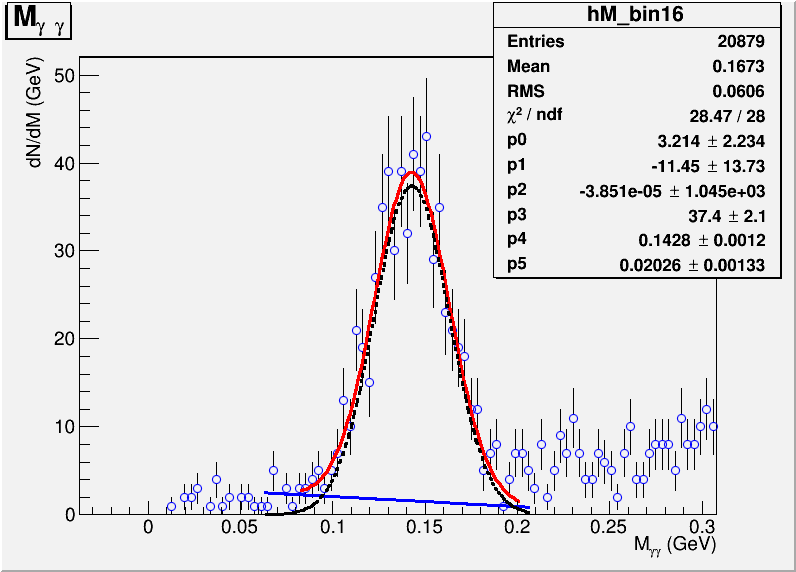 Mγ γ
hM_bin16
Entries 20879
Mean 0.1673
RMS 0.0606
χ² / ndf 28.47 / 28
p0 3.214 ± 2.234
p1 -11.45 ± 13.73
p2 -3.851e-05 ± 1.045e+03
p3 37.4 ± 2.1
p4 0.1428 ± 0.0012
p5 0.02026 ± 0.00133
dN/dM (GeV)
50
40
30
20
10
0
0 0.05 0.1 0.15 0.2 0.25 0.3
Mγγ (GeV)